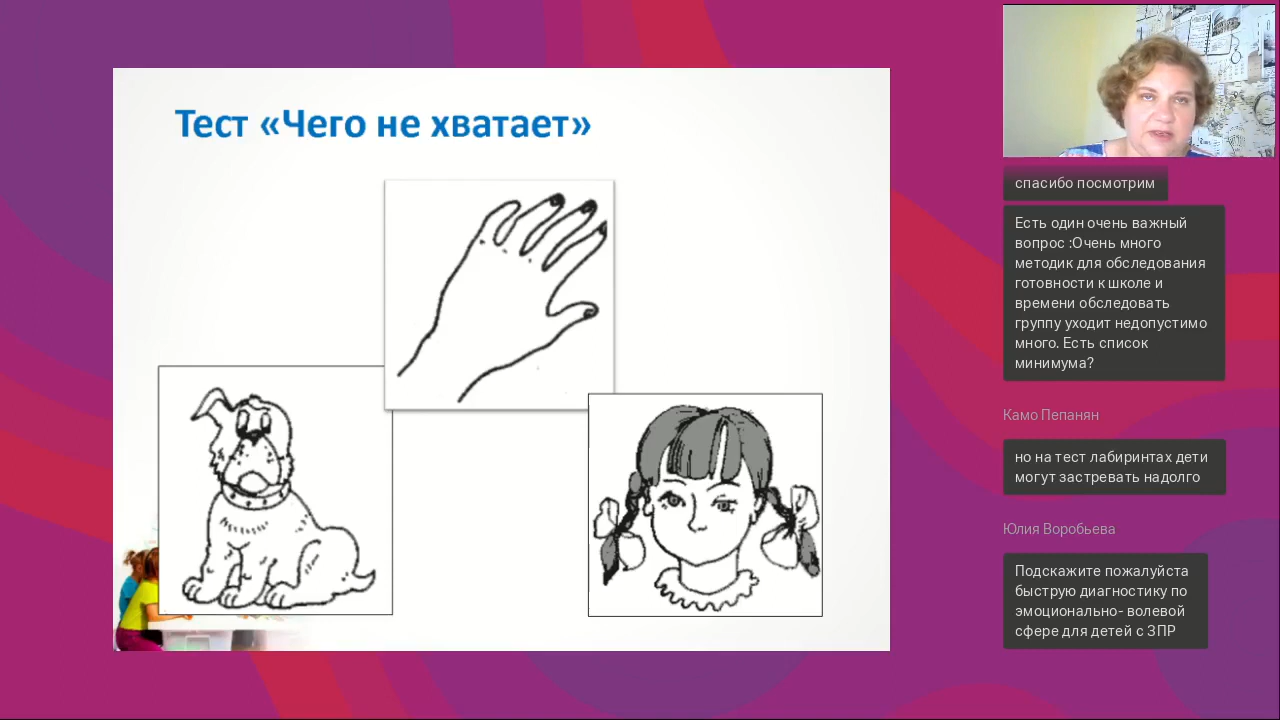 Тест «Чего не хватает»
спасибо посмотрим
Есть один очень важный
вопрос :Очень много
методик для обследования
готовности к школе и
времени обследовать
группу уходит недопустимо
много. Есть список
минимума?
Камо Пепанян
но на тест лабиринтах дети
могут застревать надолго
Юлия Воробьева
Подскажите пожалуйста
быструю диагностику по
эмоционально- волевой
сфере для детей с ЗПР